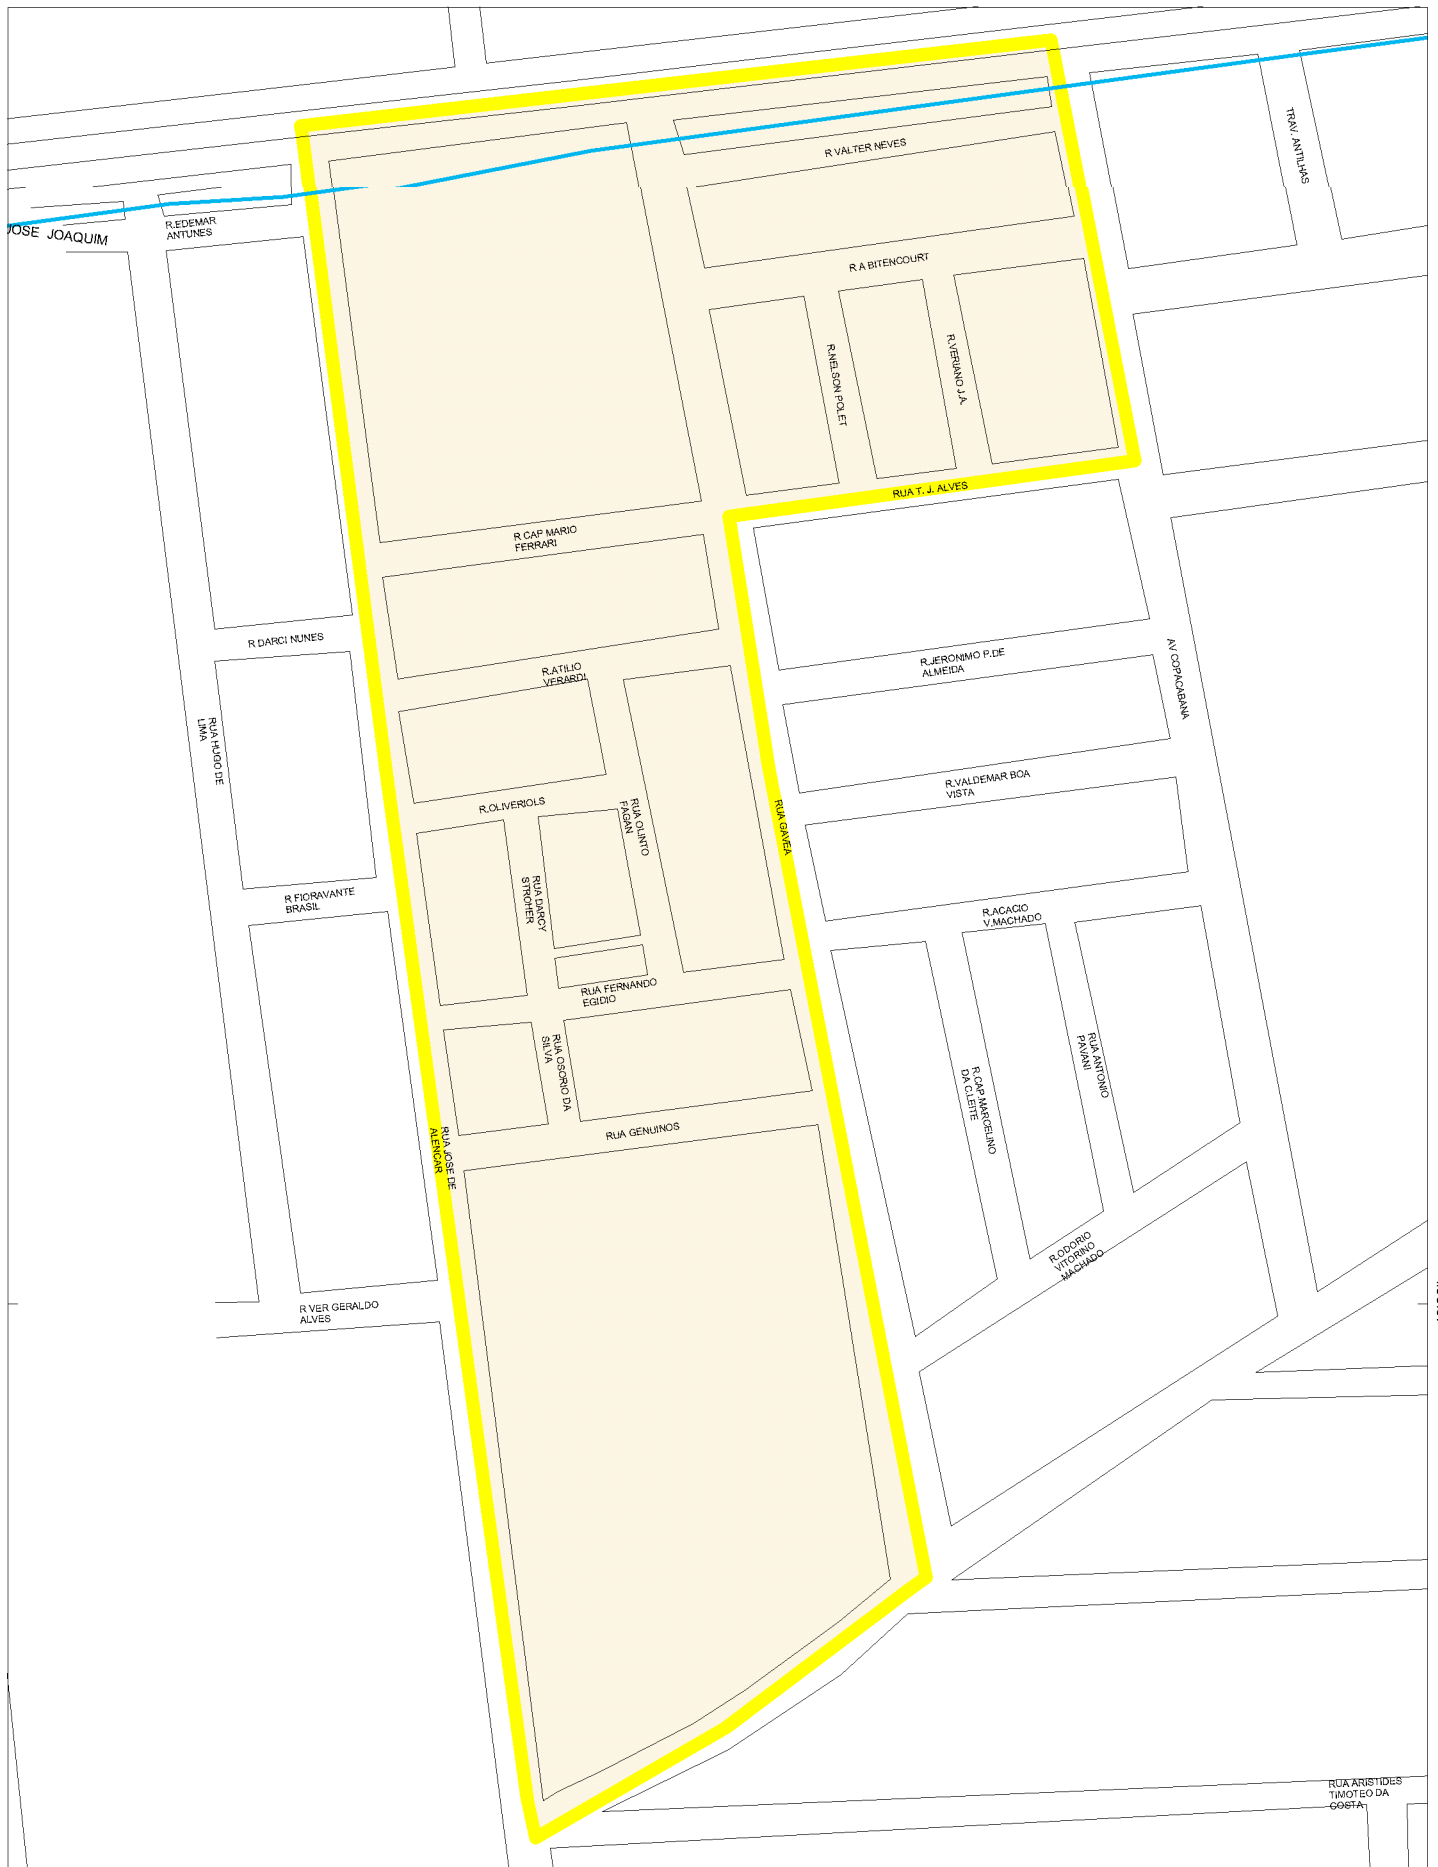 TRAV. ANTILHAS
R VALTER NEVES
R.EDEMAR
ANTUNES
JOSE JOAQUIM
R A BITENCOURT
R.NELSON POLET
R.VERIANO J.A.
RUA T. J. ALVES
R CAP MARIO
FERRARI
R DARCI NUNES
R.JERONIMO P.DE
ALMEIDA
R.ATILIO
VERARDI
AV COPACABANA
RUA HUGO DE
LIMA
R.VALDEMAR BOA
VISTA
R.OLIVERIOLS
RUA OLINTO
FAGAN
RUA GAVEA
R FIORAVANTE
BRASIL
RUA DARCY
STROHER
R.ACACIO
V.MACHADO
RUA FERNANDO
EGIDIO
RUA OSORIO DA
SILVA
RUA ANTONIO
PAVANI
R.CAP.MARCELINO
DA C.LEITE
RUA GENUINOS
RUA JOSE DE
ALENCAR
R.ODORIO
VITORINO
MACHADO
R VER GERALDO
ALVES
RUA ARISTIDES
TIMOTEO DA
COSTA